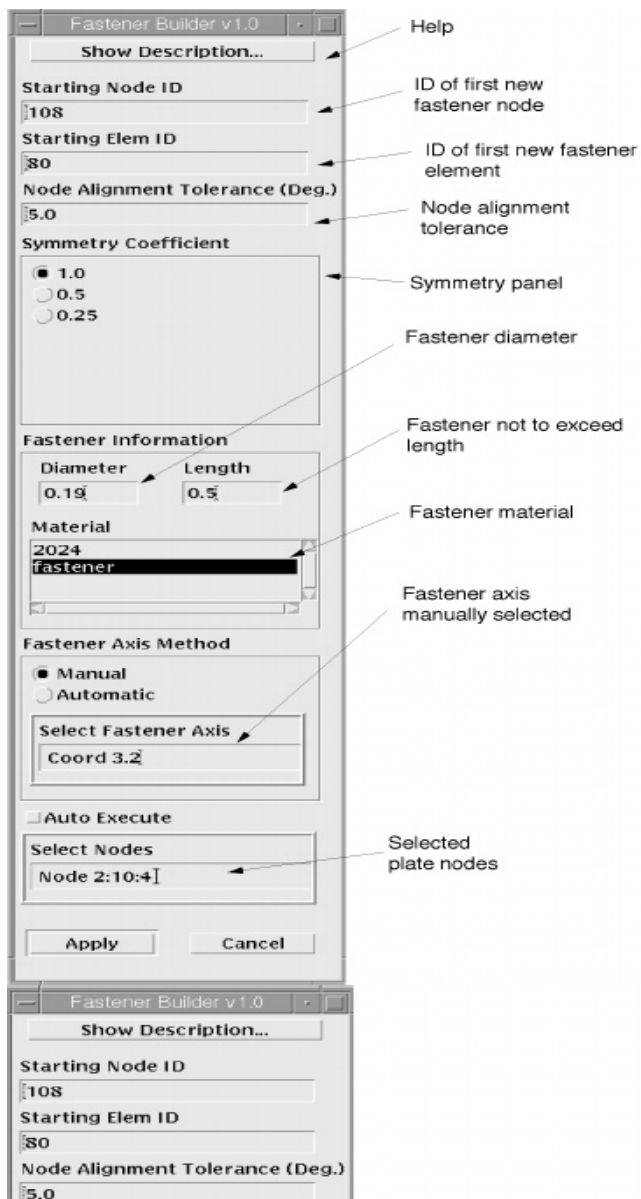 Fastener Builder v1.0
Show Description...
Help
Starting Node ID
108
ID of first new
fastener node
Starting Elem ID
80
ID of first new fastener
element
Node Alignment Tolerance (Deg.)
5.0
Node alignment
tolerance
Symmetry Coefficient
1.0
0.5
0.25
Symmetry panel
Fastener diameter
Fastener Information
Fastener not to exceed
length
Diameter Length
0.19 0.5
Material
2024
fastener
Fastener material
Fastener axis
manually selected
Fastener Axis Method
Manual
Automatic
Select Fastener Axis
Coord 3.2
Auto Execute
Select Nodes
Node 2:10:4
Selected
plate nodes
Apply Cancel
Fastener Builder v1.0
Show Description...
Starting Node ID
108
Starting Elem ID
80
Node Alignment Tolerance (Deg.)
5.0